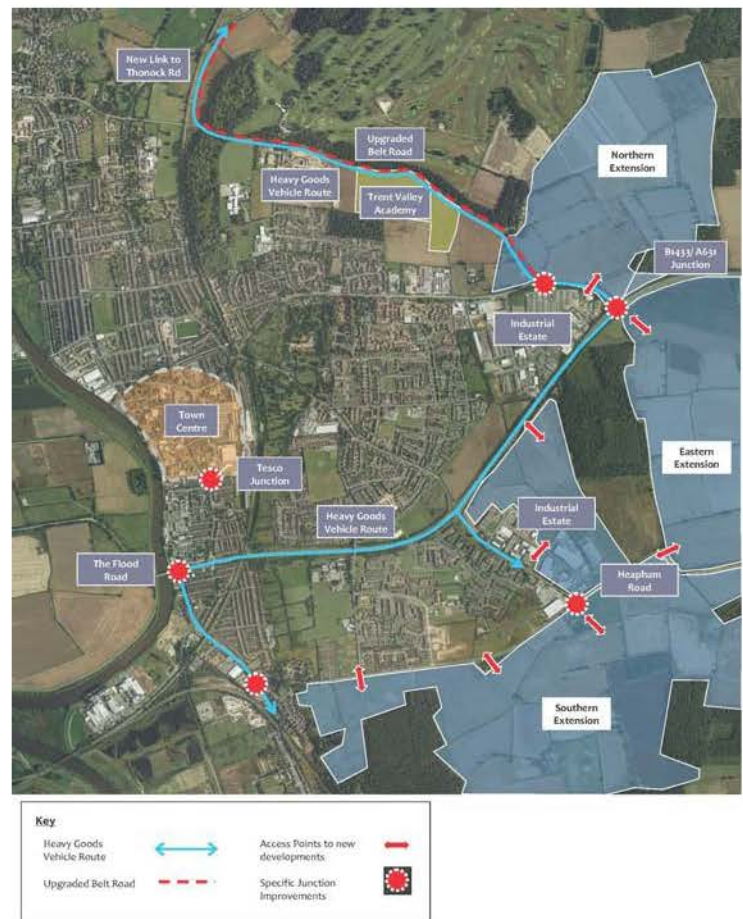 New Link to
Thonock Rd
Upgraded
Belt Road
Northern
Extension
Heavy Goods
Vehicle Route
Trent Valley
Academy
B1433/ A631
Junction
Industrial
Estate
Town
Centre
Tesco
Junction
Eastern
Extension
Heavy Goods
Vehicle Route
Industrial
Estate
The Flood
Road
Heapham
Road
Southern
Extension
Key
Heavy Goods
Vehicle Route
Access Points to new
developments
Upgraded Belt Road
Specific Junction
Improvements